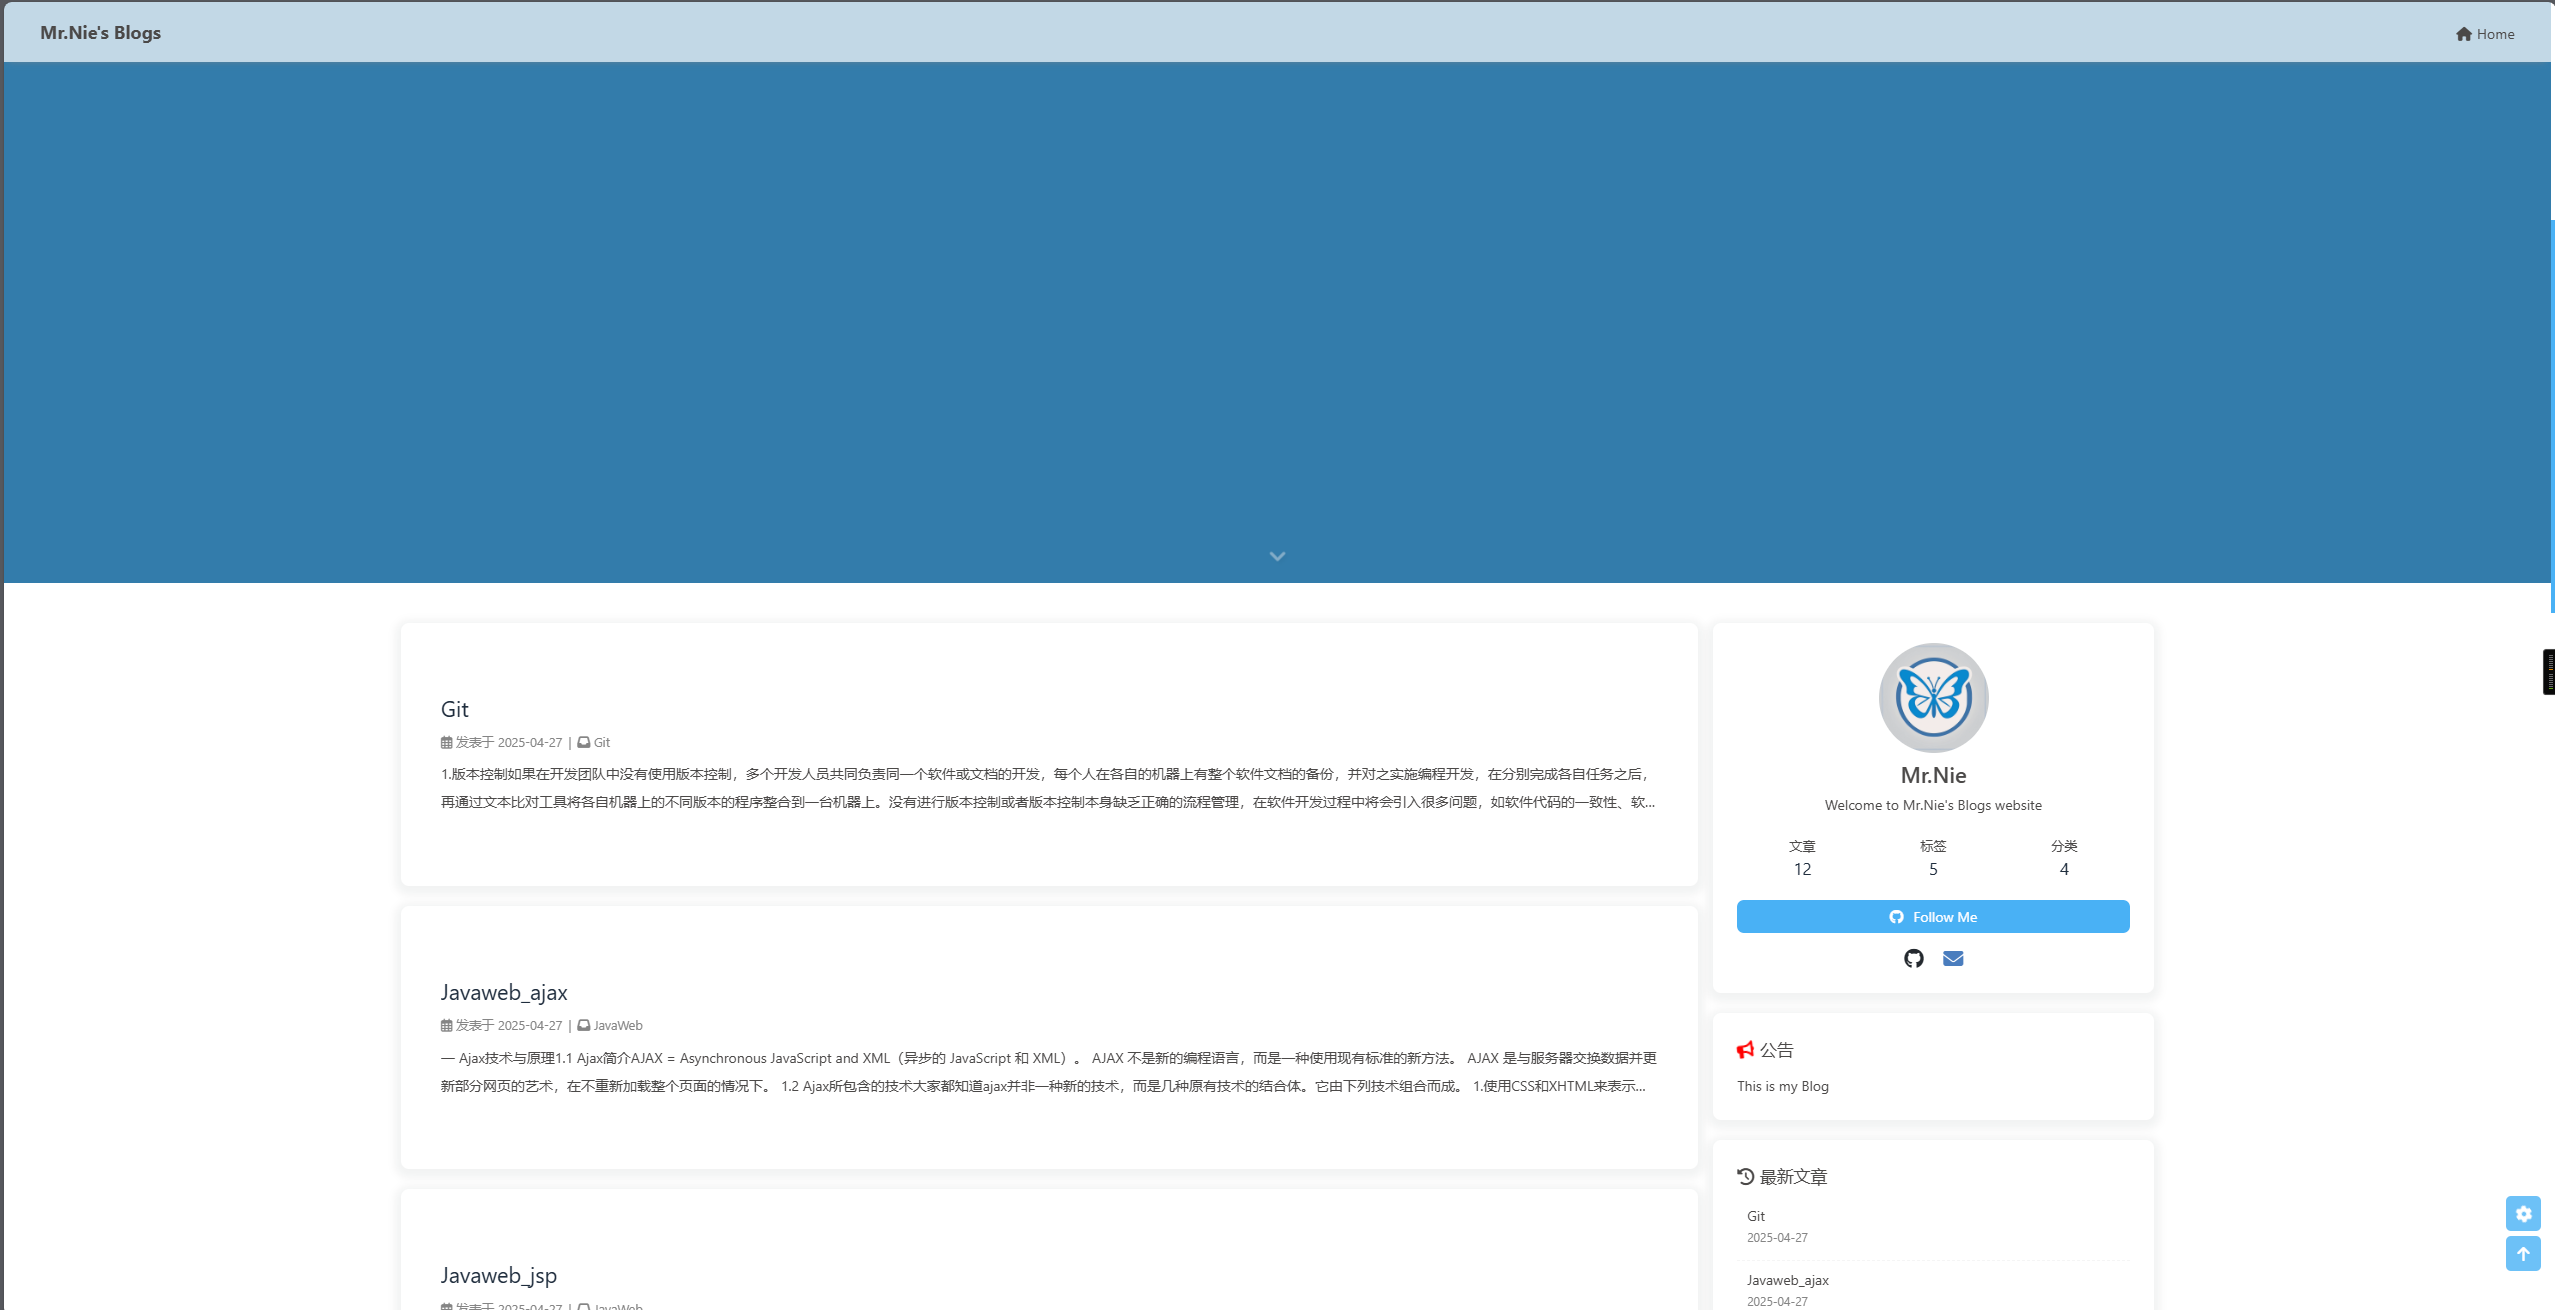 Mr.Nie's Blogs
Home
Git
发表于 2025-04-27 | Git
1.版本控制如果在开发团队中没有使用版本控制，多个开发人员共同负责同一个软件或文档的开发，每个人在各自的机器上有整个软件文档的备份，并对之实施编程开发，在分别完成各自任务之后，
再通过文本比对工具将各自机器上的不同版本的程序整合到一台机器上。没有进行版本控制或者版本控制本身缺乏正确的流程管理，在软件开发过程中将会引入很多问题，如软件代码的一致性、软...
Javaweb_ajax
发表于 2025-04-27 | JavaWeb
一 Ajax技术与原理1.1 Ajax简介AJAX = Asynchronous JavaScript and XML（异步的 JavaScript 和 XML）。 AJAX 不是新的编程语言，而是一种使用现有标准的新方法。 AJAX 是与服务器交换数据并更
新部分网页的艺术，在不重新加载整个页面的情况下。 1.2 Ajax所包含的技术大家都知道ajax并非一种新的技术，而是几种原有技术的结合体。它由下列技术组合而成。 1.使用CSS和XHTML来表示...
Javaweb_jsp
发表于 2025-04-27 | JavaWeb
Mr.Nie
Welcome to Mr.Nie's Blogs website
文章 标签 分类
12 5 4
Follow Me
公告
This is my Blog
最新文章
Git
2025-04-27
Javaweb_ajax
2025-04-27